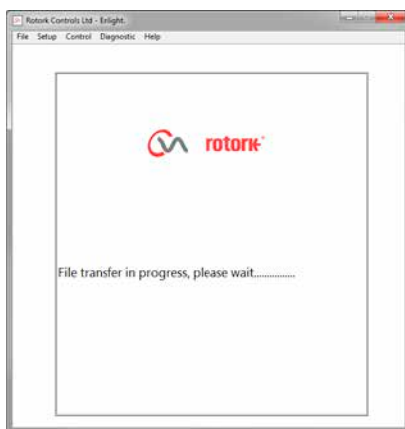 Rotork Controls Ltd - Enlight.
File Setup Control Diagnostic Help
rotork
File transfer in progress, please wait...............